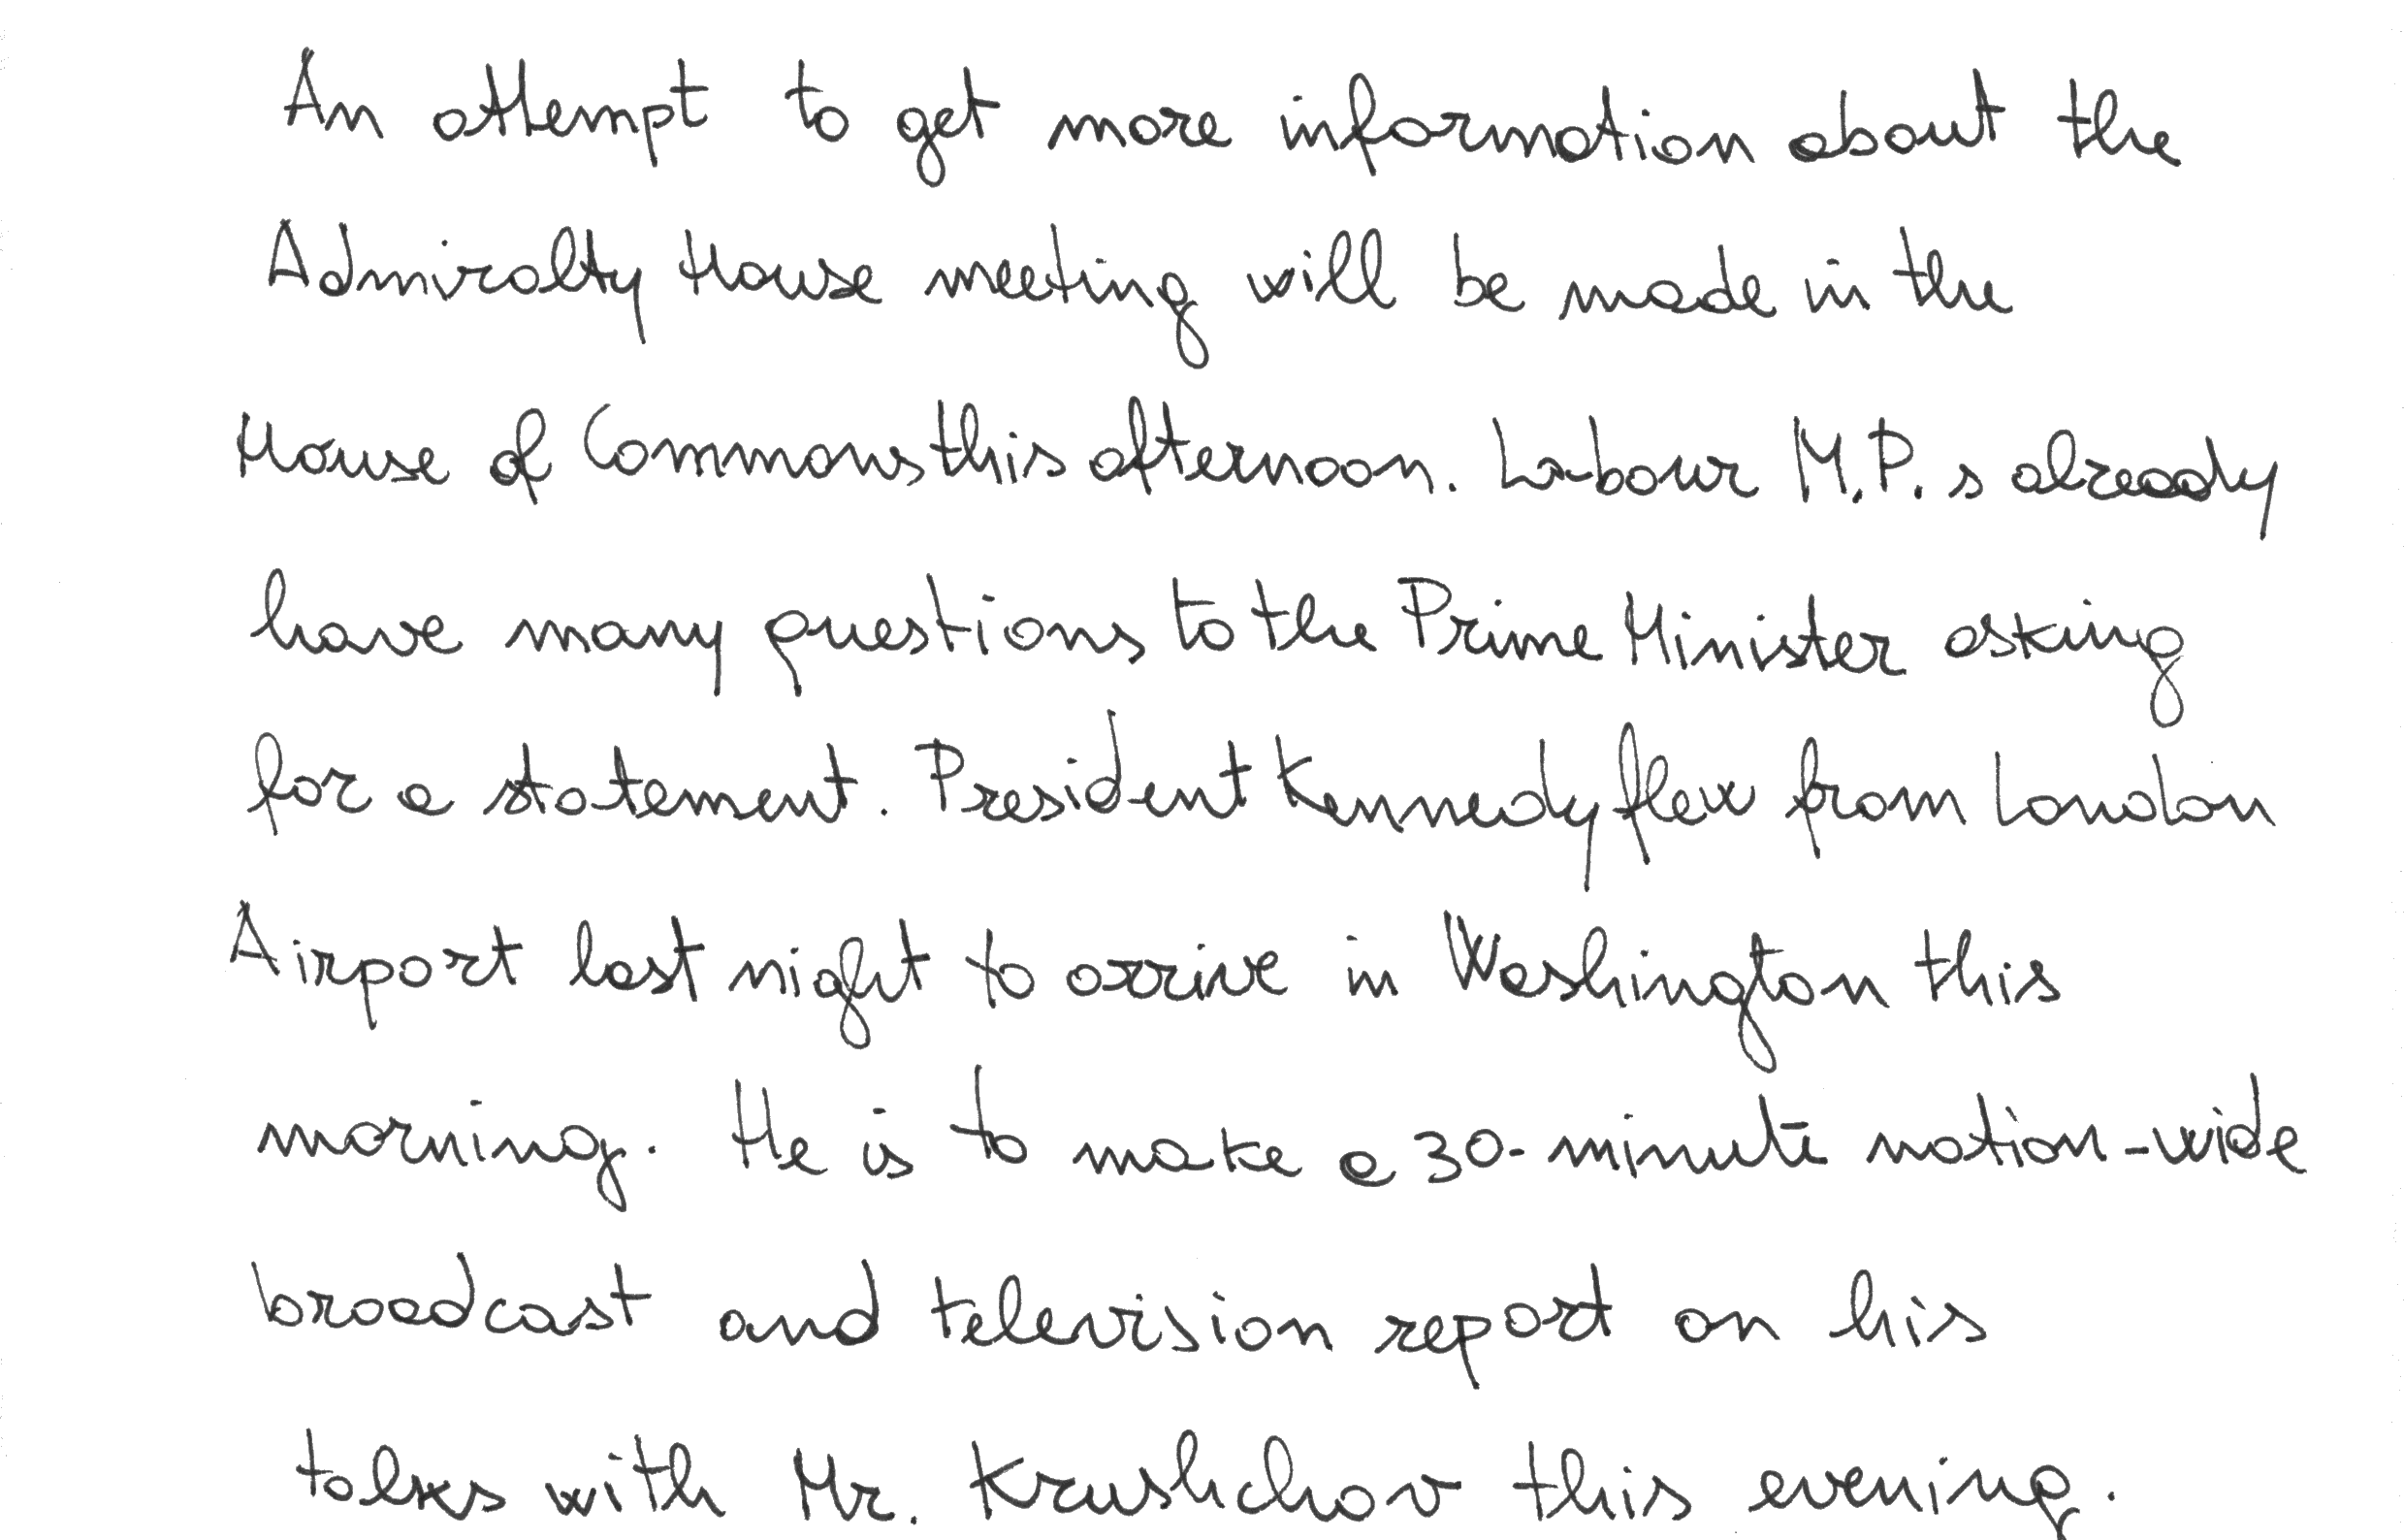 An attempt to get more information about the
Admiralty House meeting will be made in the
House of Commons this afternoon. Labour M.P.s already
have many questions to the Prime Minister asking
for a statement. President Kennedy flew from London
Airport last night to arrive in Washington this
morning. He is to make a 30-minute nation-wide
broadcast and television report on his
talks with Mr. Krushchov this evening.